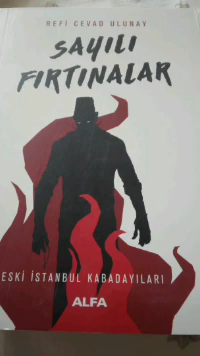 REFİ CEVAD ULUNAY
SAYILI
FIRTINALAR
ESKİ İSTANBUL KABADAYILARI
ALFA